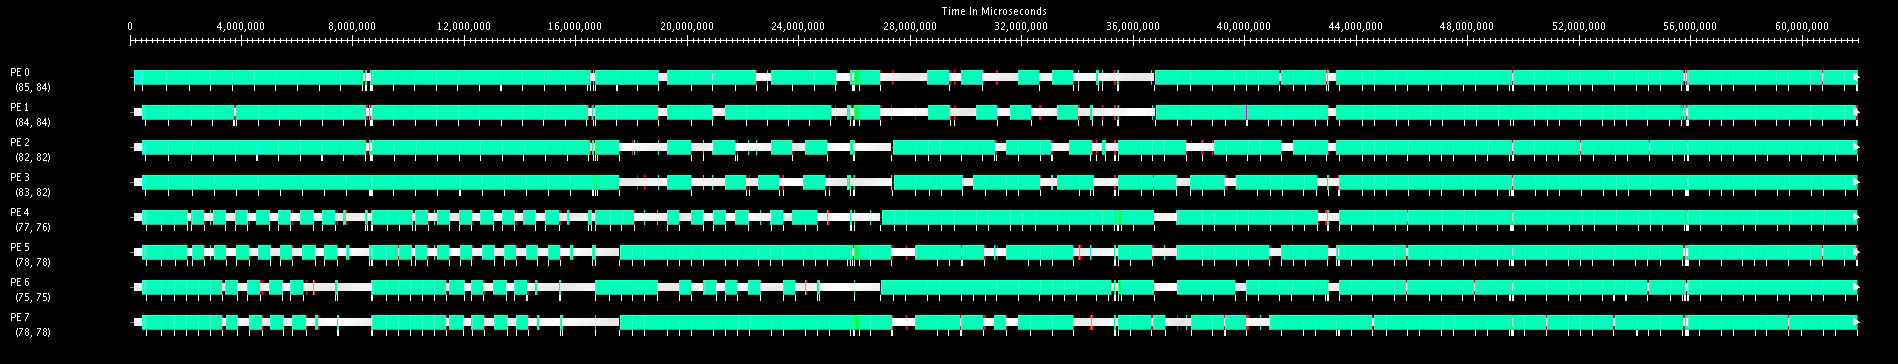 Time In Microseconds
0 4,000,000 8,000,000 12,000,000 16,000,000 20,000,000 24,000,000 28,000,000 32,000,000 36,000,000 40,000,000 44,000,000 48,000,000 52,000,000 56,000,000 60,000,000
PE 0
(85, 84)
PE 1
(84, 84)
PE 2
(82, 82)
PE 3
(83, 82)
PE 4
(77, 76)
PE 5
(78, 78)
PE 6
(75, 75)
PE 7
(78, 78)